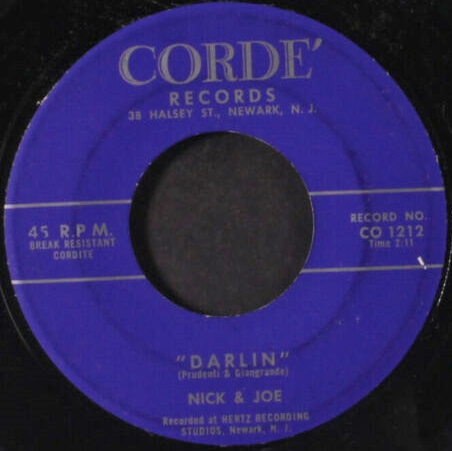 CORDE'
RECORDS
38 HALSEY ST., NEWARK, N. J.
45 R.P.M.
BREAK RESISTANT
CORDITE
RECORD NO.
CO 1212
Time 2:11
"DARLIN"
(Prudenti & Giangrande)
NICK & JOE
Recorded at HERTZ RECORDING
STUDIOS, Newark, N. J.